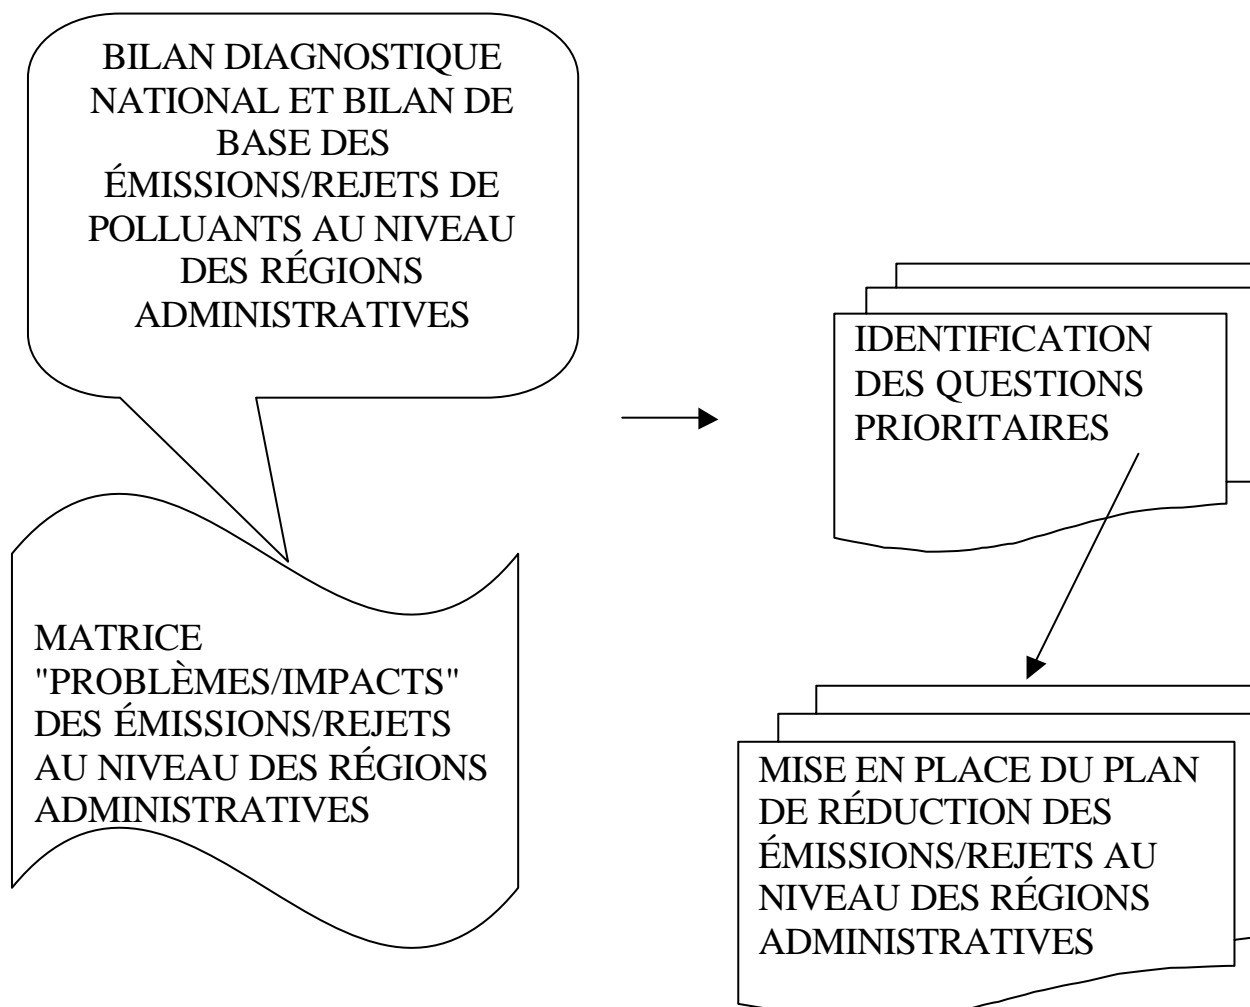 BILAN DIAGNOSTIQUE
NATIONAL ET BILAN DE
BASE DES
ÉMISSIONS/REJETS DE
POLLUANTS AU NIVEAU
DES RÉGIONS
ADMINISTRATIVES
IDENTIFICATION
DES QUESTIONS
PRIORITAIRES
MATRICE
"PROBLÈMES/IMPACTS"
DES ÉMISSIONS/REJETS
AU NIVEAU DES RÉGIONS
ADMINISTRATIVES
MISE EN PLACE DU PLAN
DE RÉDUCTION DES
ÉMISSIONS/REJETS AU
NIVEAU DES RÉGIONS
ADMINISTRATIVES